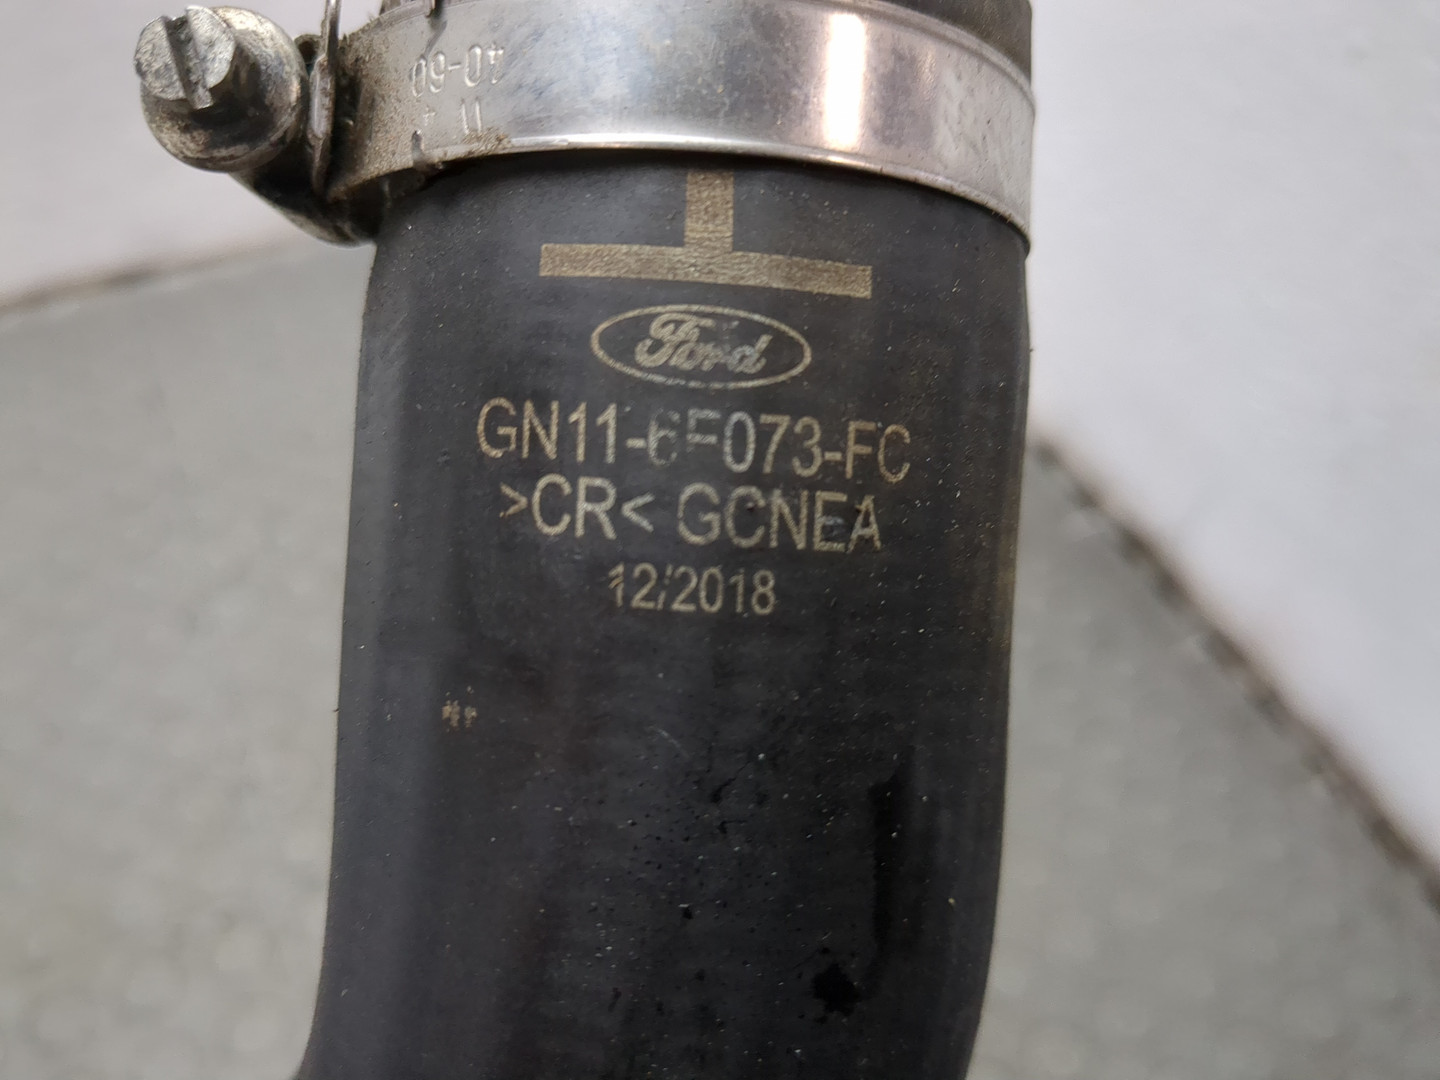 40-60
Ford
GN11-6F073-FC
>CR< GCNEA
12/2018